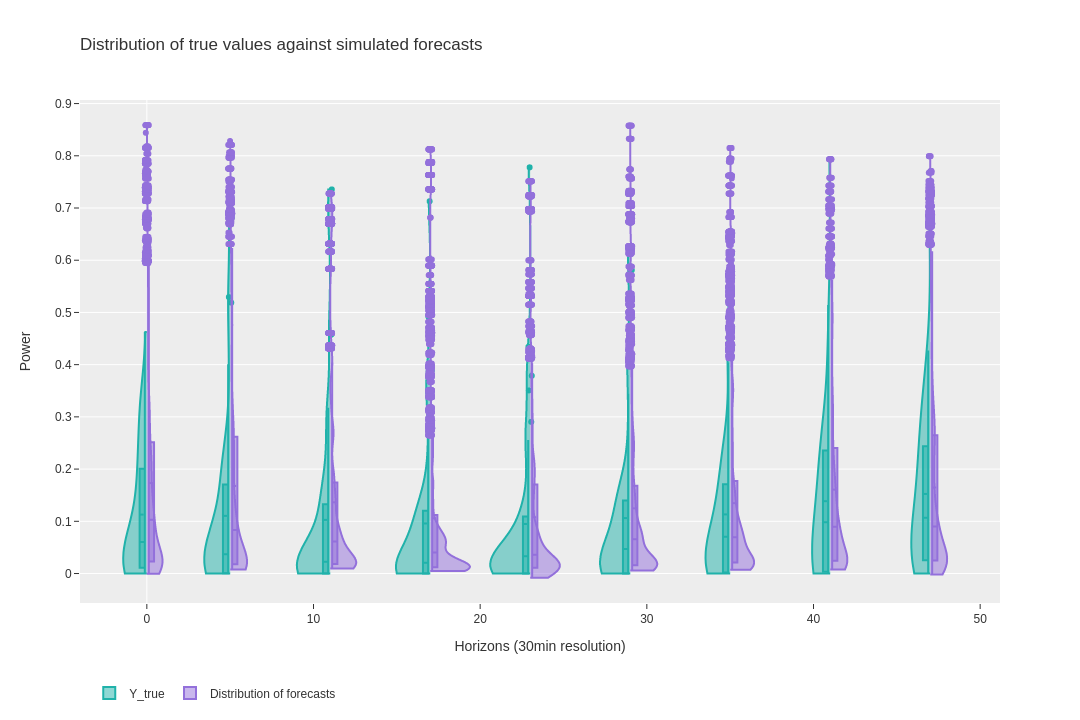 Distribution of true values against simulated forecasts
0.9
0.8
0.7
0.6
0.5
0.4
0.3
0.2
0.1
0
Power
0 10 20 30 40 50
Horizons (30min resolution)
Y_true Distribution of forecasts